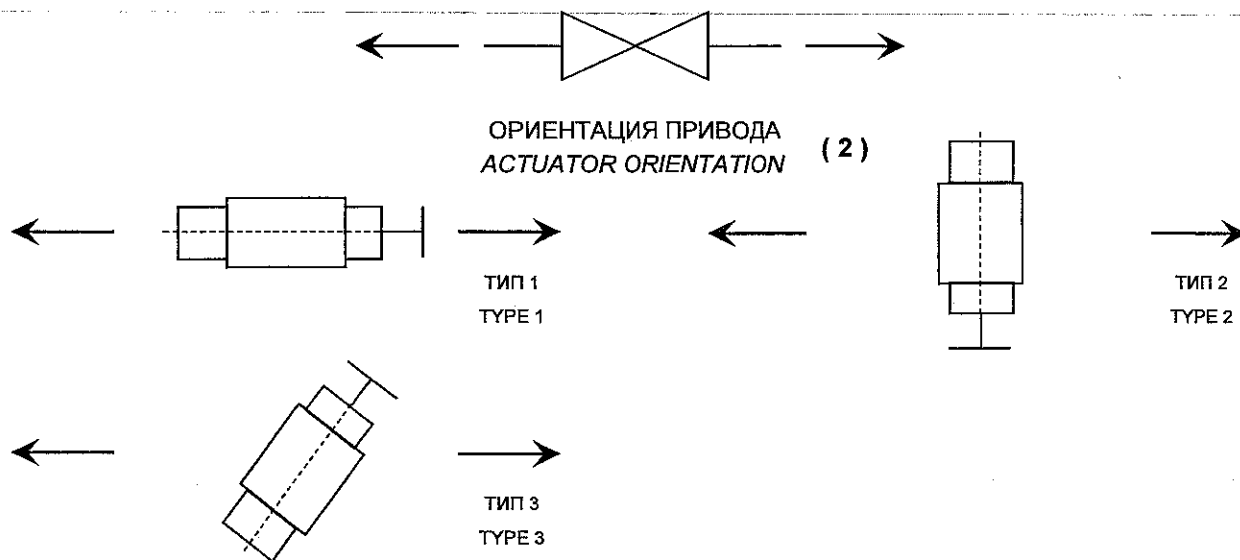 ОРИЕНТАЦИЯ ПРИВОДА
ACTUATOR ORIENTATION
( 2 )
ТИП 1
TYPE 1
ТИП 2
TYPE 2
ТИП 3
TYPE 3